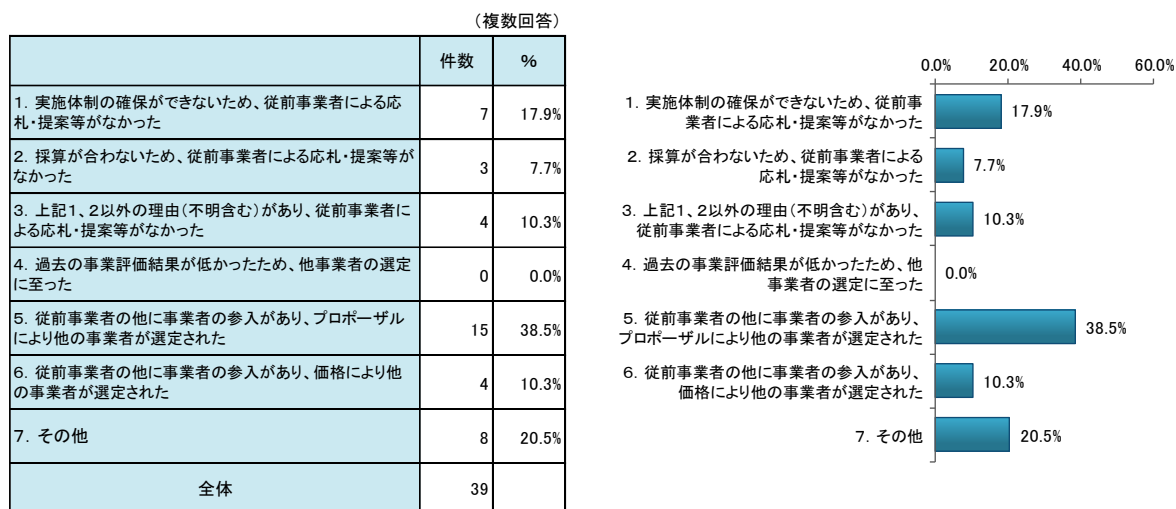 (複数回答)
件数 %
1. 実施体制の確保ができないため、従前事業者による応
札・提案等がなかった 7 17.9%
2. 採算が合わないため、従前事業者による応札・提案等が
なかった 3 7.7%
3. 上記1、2以外の理由(不明含む)があり、従前事業者に
よる応札・提案等がなかった 4 10.3%
4. 過去の事業評価結果が低かったため、他事業者の選定
に至った 0 0.0%
5. 従前事業者の他に事業者の参入があり、プロポーザル
により他の事業者が選定された 15 38.5%
6. 従前事業者の他に事業者の参入があり、価格により他
の事業者が選定された 4 10.3%
7. その他 8 20.5%
全体 39
0.0% 20.0% 40.0% 60.0%
1. 実施体制の確保ができないため、従前事
業者による応札・提案等がなかった 17.9%
2. 採算が合わないため、従前事業者による
応札・提案等がなかった 7.7%
3. 上記1、2以外の理由(不明含む)があり、
従前事業者による応札・提案等がなかった 10.3%
4. 過去の事業評価結果が低かったため、他
事業者の選定に至った 0.0%
5. 従前事業者の他に事業者の参入があり、
プロポーザルにより他の事業者が選定された 38.5%
6. 従前事業者の他に事業者の参入があり、
価格により他の事業者が選定された 10.3%
7. その他 20.5%